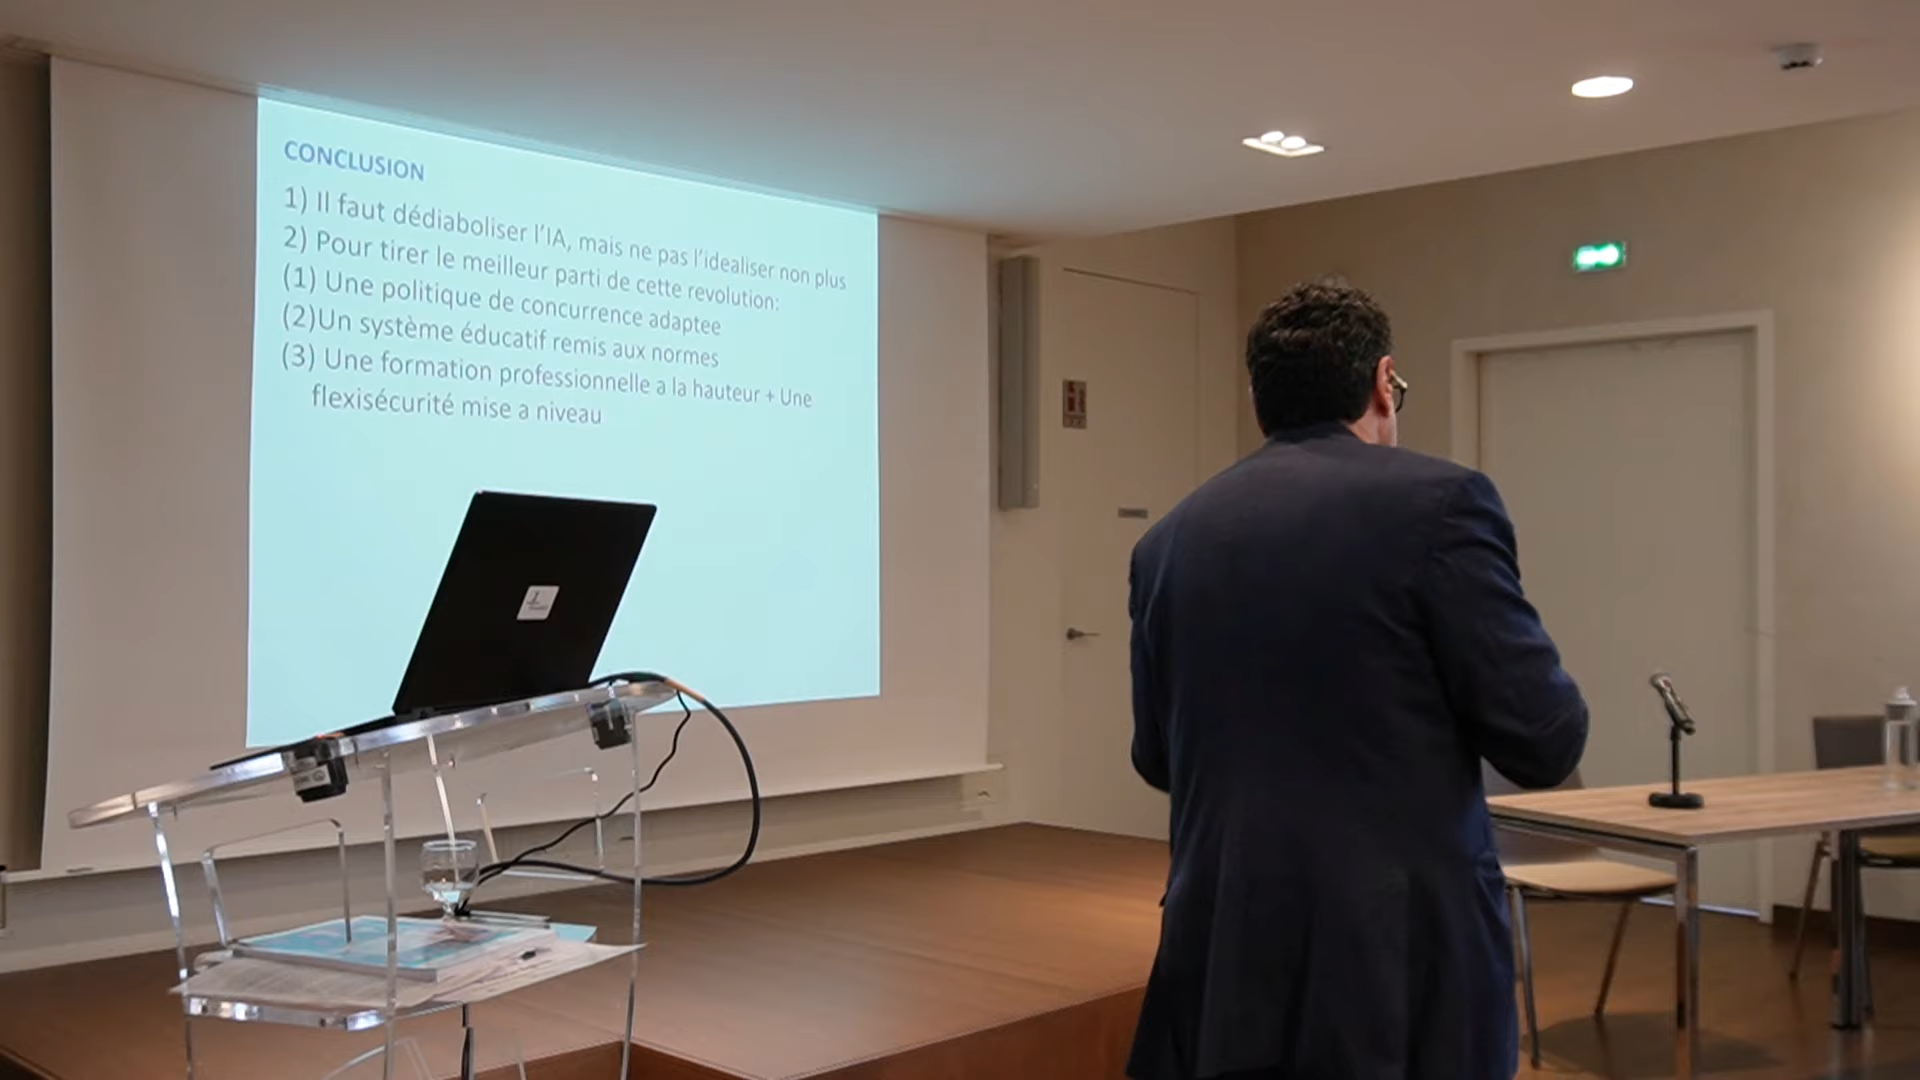 CONCLUSION
1) Il faut dédiaboliser l'IA, mais ne pas l'idealiser non plus
2) Pour tirer le meilleur parti de cette revolution:
(1) Une politique de concurrence adaptee
(2)Un système éducatif remis aux normes
(3) Une formation professionnelle a la hauteur + Une
flexisécurité mise a niveau